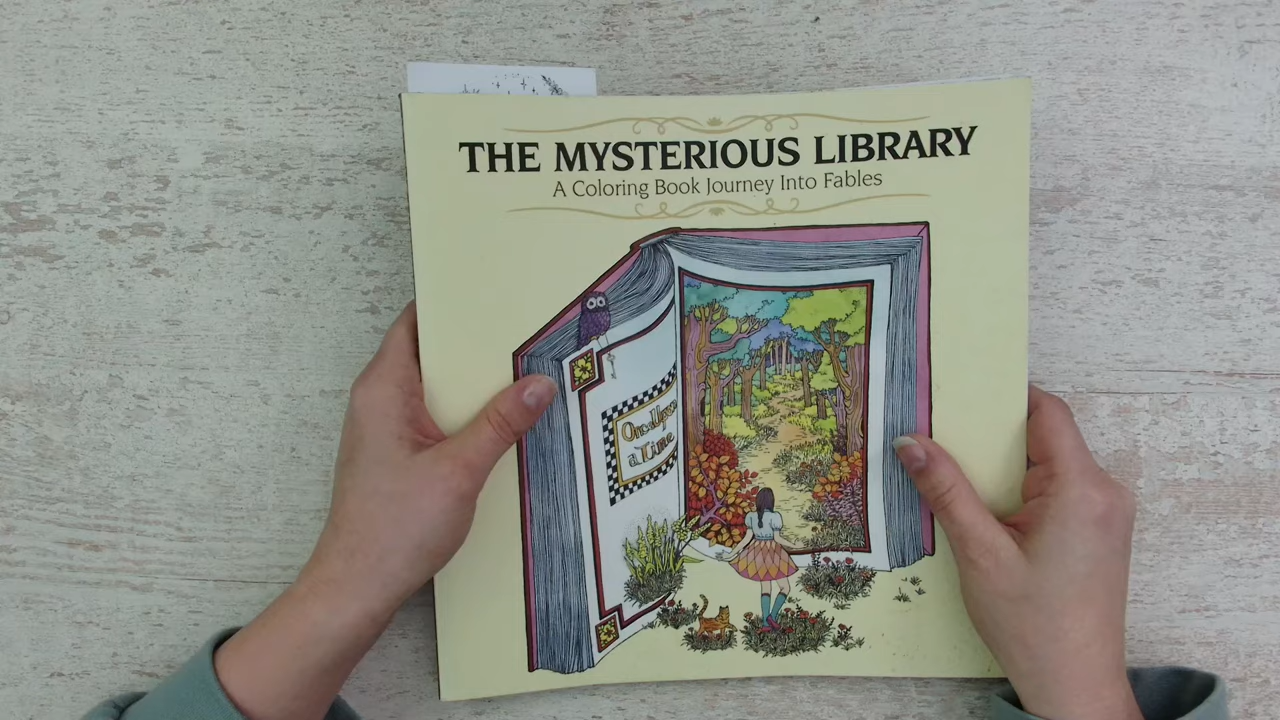 THE MYSTERIOUS LIBRARY
A Coloring Book Journey Into Fables
Once Upon
a Time